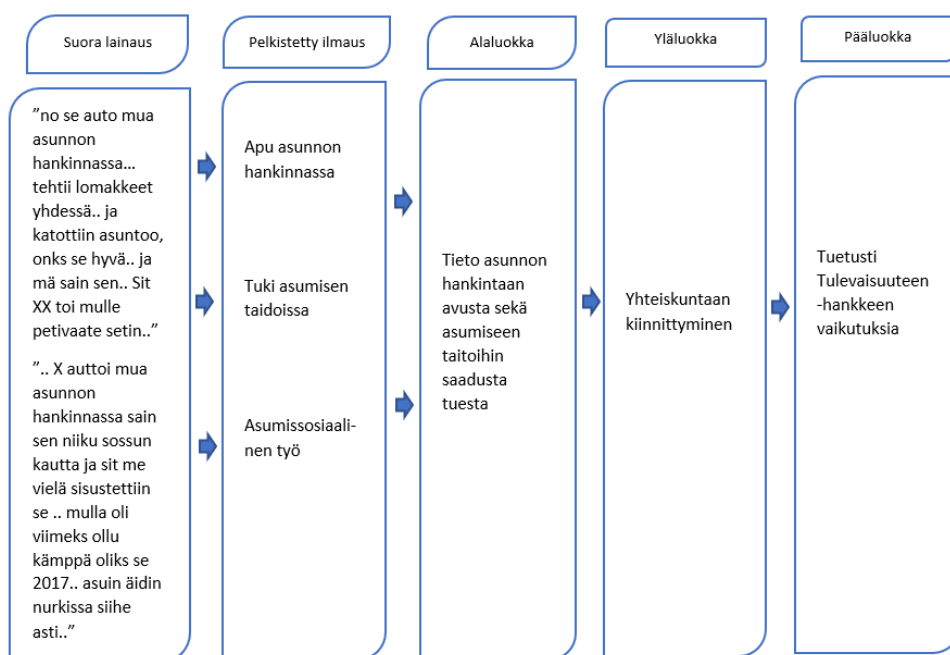 Suora lainaus
Pelkistetty ilmaus
Alaluokka
Yläluokka
Pääluokka
”no se auto mua
asunnon
hankinnassa…
tehtii lomakkeet
yhdessä.. ja
katottiin asuntoo,
onks se hyvä.. ja
mä sain sen.. Sit
XX toi mulle
petivaate setin..”
”.. X auttoi mua
asunnon
hankinnassa sain
sen niiku sossun
kautta ja sit me
vielä sisustettiin
se .. mulla oli
viimeks ollu
kämppä oliks se
2017.. asuin äidin
nurkissa siihe
asti..”
Apu asunnon
hankinnassa
Tuki asumisen
taidoissa
Asumissosiaali-
nen työ
Tieto asunnon
hankintaan
avusta sekä
asumiseen
taitoihin
saadusta
tuesta
Yhteiskuntaan
kiinnittyminen
Tuetusti
Tulevaisuuteen
-hankkeen
vaikutuksia